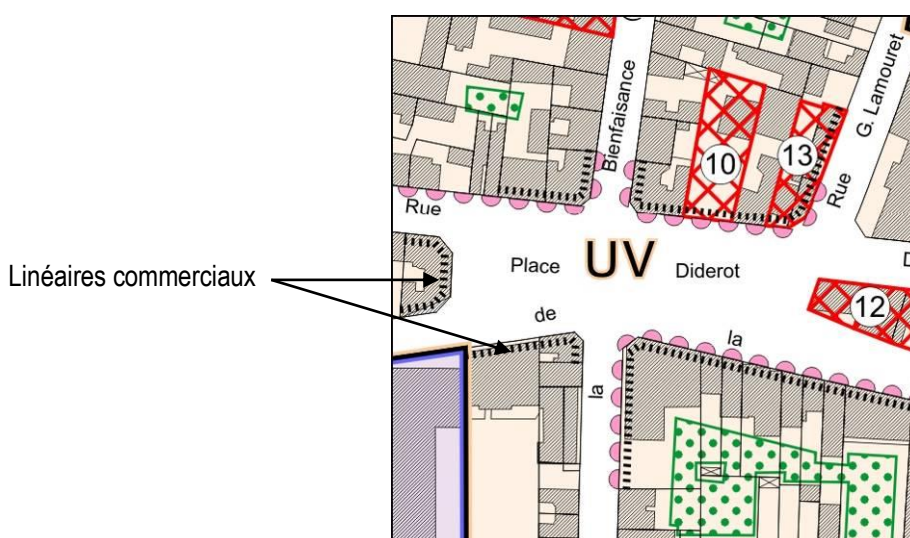 Linéaires commerciaux
Bienfaisance
G. Lamouret
Rue
10
13
Rue
Place
UV
Diderot
12
de
la
la